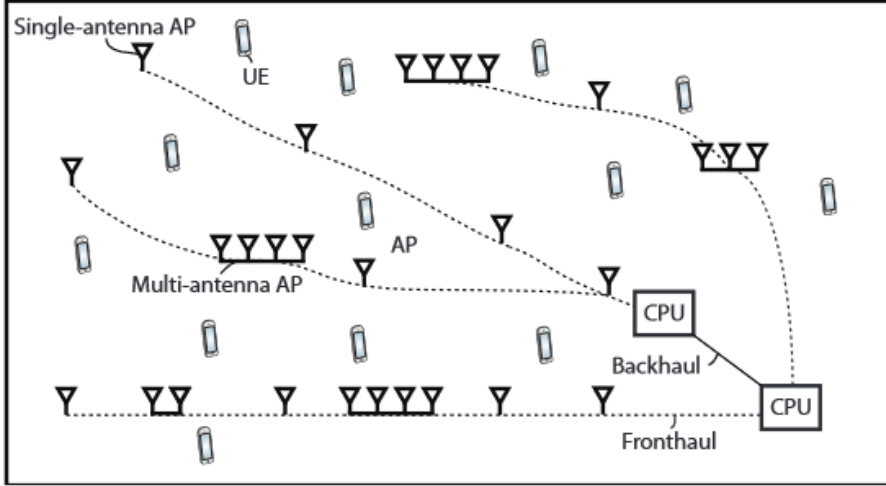 Single-antenna AP
UE
AP
Multi-antenna AP
CPU
Backhaul
CPU
Fronthaul